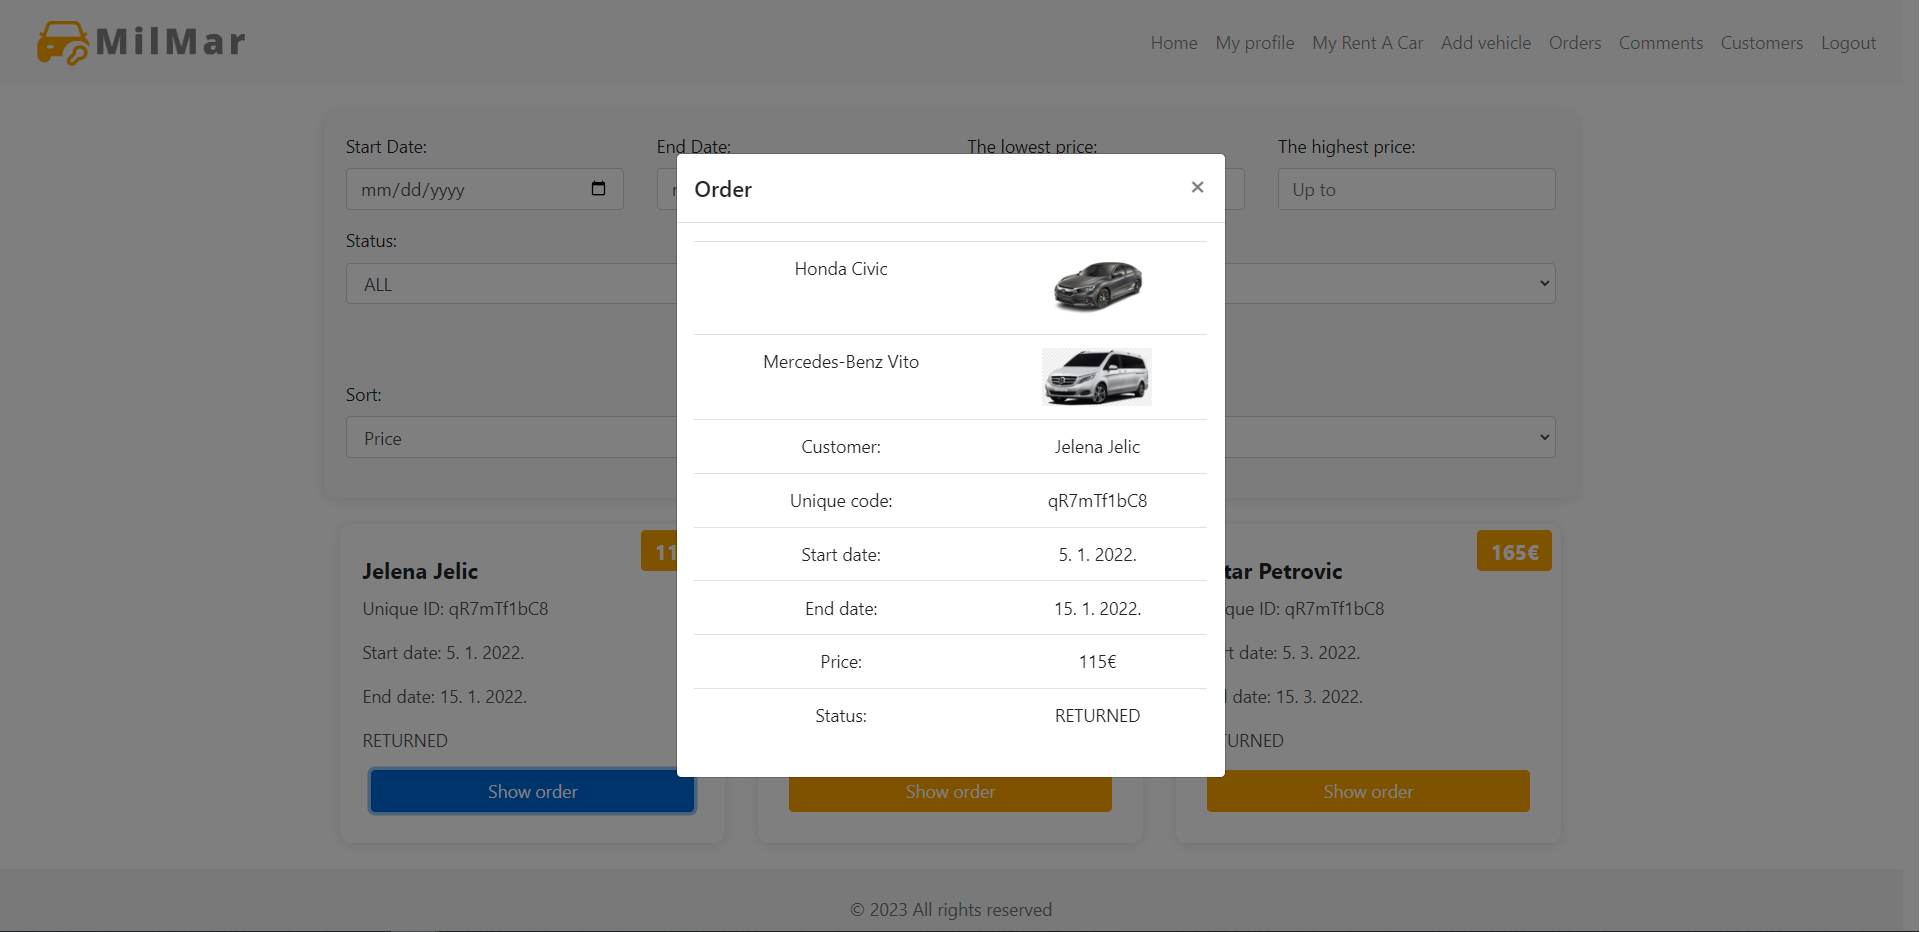 MilMar
Home My profile My Rent A Car Add vehicle Orders Comments Customers Logout
Start Date: End Date: The lowest price: The highest price:
mm/dd/yyyy Up to
Status:
ALL
Sort:
Price
Order ×
Honda Civic
Mercedes-Benz Vito
Customer: Jelena Jelic
Unique code: qR7mTf1bC8
Start date: 5. 1. 2022.
End date: 15. 1. 2022.
Price: 115€
Status: RETURNED
11
Jelena Jelic
Unique ID: qR7mTf1bC8
Start date: 5. 1. 2022.
End date: 15. 1. 2022.
RETURNED
Show order
Show order
165€
tar Petrovic
que ID: qR7mTf1bC8
rt date: 5. 3. 2022.
date: 15. 3. 2022.
TURNED
Show order
© 2023 All rights reserved